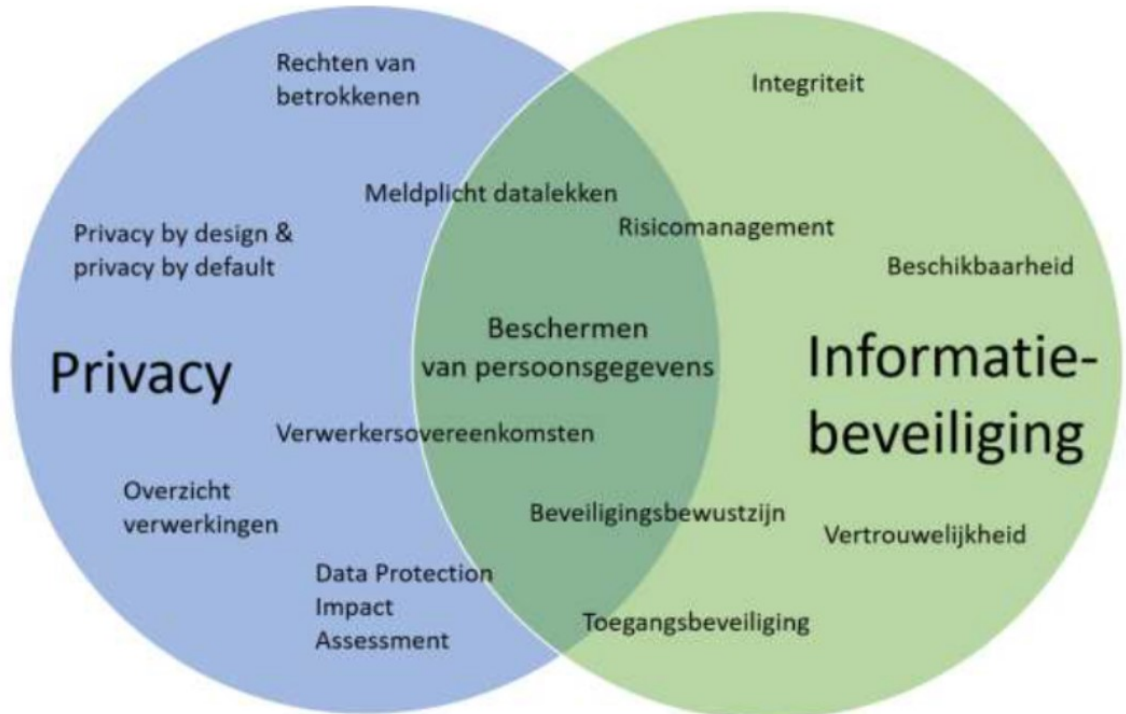 Rechten van
betrokkenen
Integriteit
Meldplicht datalekken
Risicomanagement
Privacy by design &
privacy by default
Beschikbaarheid
Beschermen
van persoonsgegevens
Privacy
Informatie-
beveiliging
Verwerkersovereenkomsten
Overzicht
verwerkingen
Beveiligingsbewustzijn
Vertrouwelijkheid
Data Protection
Impact
Assessment
Toegangsbeveiliging